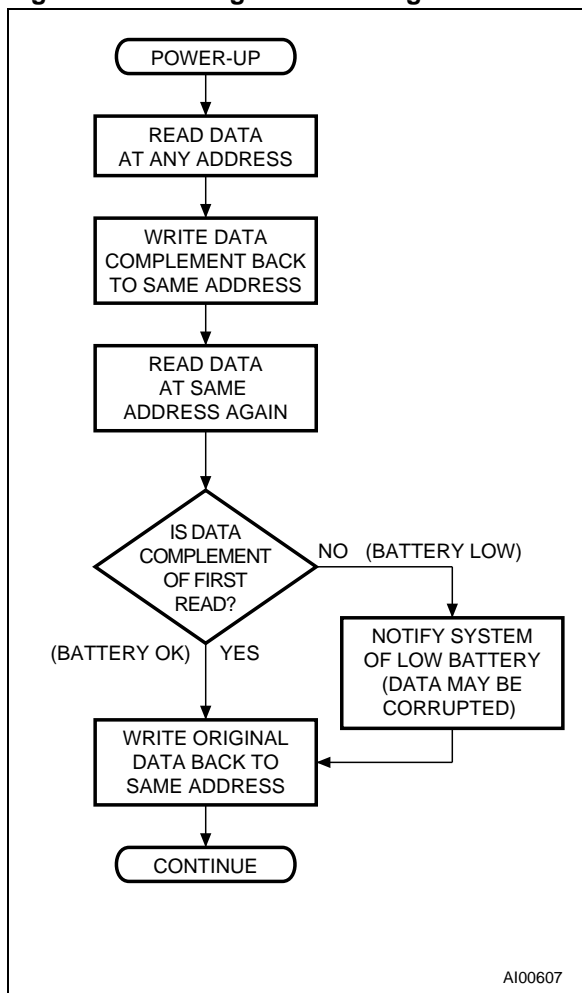 POWER-UP
READ DATA
AT ANY ADDRESS
WRITE DATA
COMPLEMENT BACK
TO SAME ADDRESS
READ DATA
AT SAME
ADDRESS AGAIN
IS DATA
COMPLEMENT
OF FIRST
READ?
NO (BATTERY LOW)
(BATTERY OK) YES
NOTIFY SYSTEM
OF LOW BATTERY
(DATA MAY BE
CORRUPTED)
WRITE ORIGINAL
DATA BACK TO
SAME ADDRESS
CONTINUE
AI00607